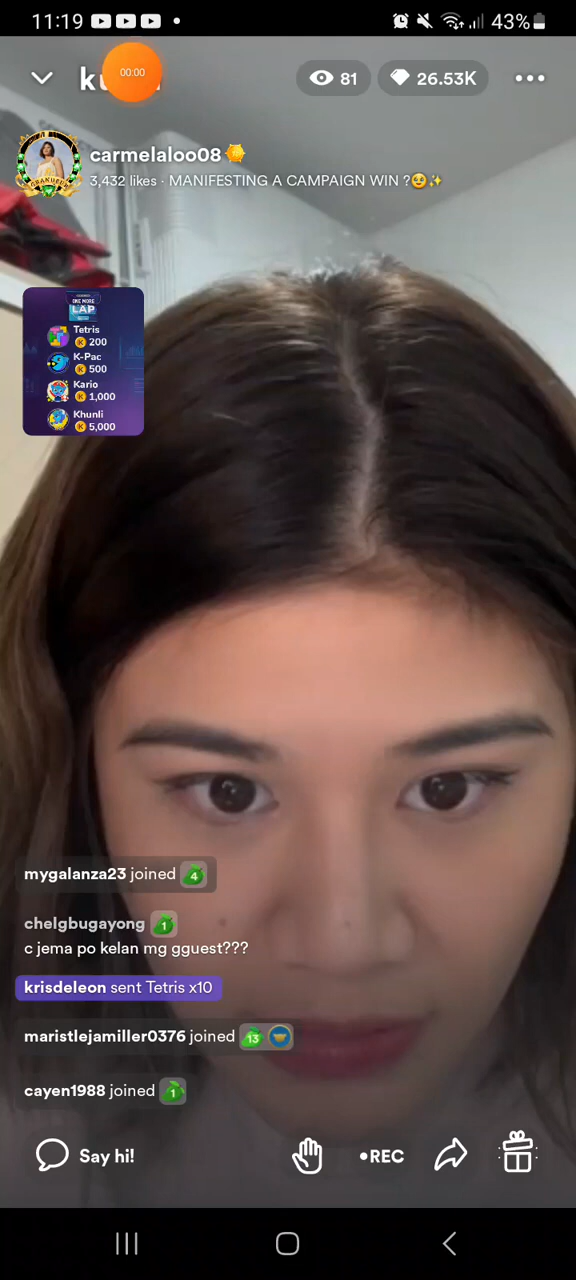 11:19
43%
00:00
81
26.53K
carmelaloo08
3,432 likes · MANIFESTING A CAMPAIGN WIN ?🥹✨
ONE MORE
LAP
Tetris
K 200
K-Pac
K 500
Kario
K 1,000
Khunli
K 5,000
mygalanza23 joined 4
chelgbugayong 1
c jema po kelan mg gguest???
krisdeleon sent Tetris x10
maristlejamiller0376 joined 13
cayen1988 joined 1
Say hi!
•REC